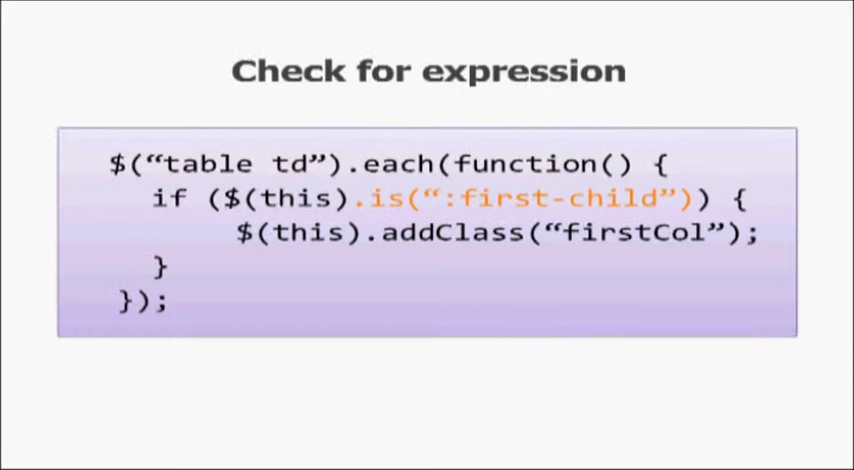 Check for expression
$(“table td”).each(function() {
if ($(this).is(“:first-child”)) {
$(this).addClass(“firstCol”);
}
});